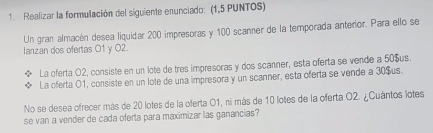 1. Realizar la formulación del siguiente enunciado: (1,5 PUNTOS)
Un gran almacén desea liquidar 200 impresoras y 100 scanner de la temporada anterior. Para ello se
lanzan dos ofertas O1 y O2.
❖ La oferta O2, consiste en un lote de tres impresoras y dos scanner, esta oferta se vende a 50$us.
❖ La oferta O1, consiste en un lote de una impresora y un scanner, esta oferta se vende a 30$us.
No se desea ofrecer más de 20 lotes de la oferta O1, ni más de 10 lotes de la oferta O2. ¿Cuántos lotes
se van a vender de cada oferta para maximizar las ganancias?